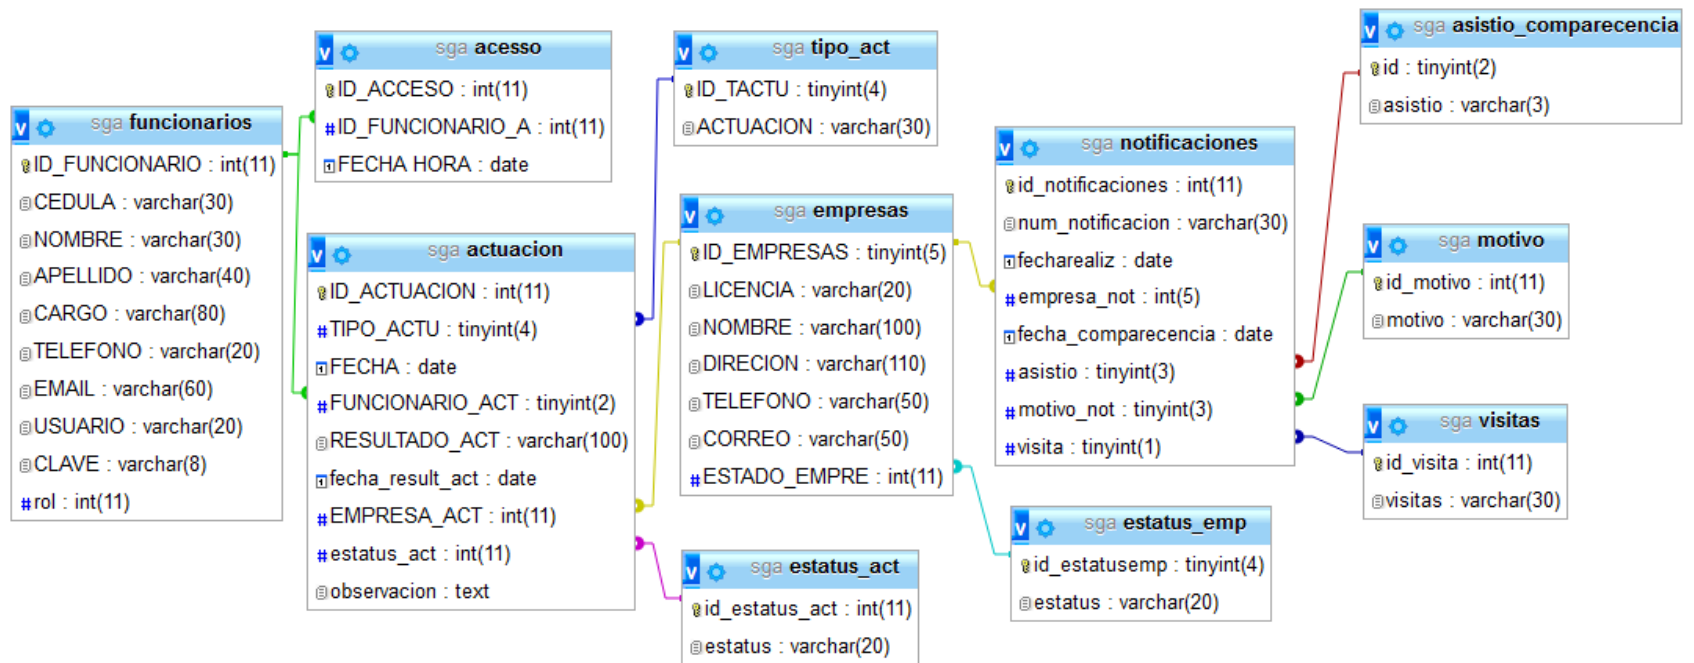 sga funcionarios
ID_FUNCIONARIO : int(11)
CEDULA : varchar(30)
NOMBRE : varchar(30)
APELLIDO : varchar(40)
CARGO : varchar(80)
TELEFONO : varchar(20)
EMAIL : varchar(60)
USUARIO : varchar(20)
CLAVE : varchar(8)
#rol : int(11)
sga acesso
ID_ACCESO : int(11)
#ID_FUNCIONARIO_A : int(11)
FECHA HORA : date
sga actuacion
ID_ACTUACION : int(11)
#TIPO_ACTU : tinyint(4)
FECHA : date
#FUNCIONARIO_ACT : tinyint(2)
RESULTADO_ACT : varchar(100)
fecha_result_act : date
#EMPRESA_ACT : int(11)
#estatus_act : int(11)
observacion : text
sga tipo_act
ID_TACTU : tinyint(4)
ACTUACION : varchar(30)
sga empresas
ID_EMPRESAS : tinyint(5)
LICENCIA : varchar(20)
NOMBRE : varchar(100)
DIRECION : varchar(110)
TELEFONO : varchar(50)
CORREO : varchar(50)
#ESTADO_EMPRE : int(11)
sga estatus_act
id_estatus_act : int(11)
estatus : varchar(20)
sga notificaciones
id_notificaciones : int(11)
num_notificacion : varchar(30)
fecharealiz : date
#empresa_not : int(5)
fecha_comparecencia : date
#asistio : tinyint(3)
#motivo_not : tinyint(3)
#visita : tinyint(1)
sga estatus_emp
id_estatusemp : tinyint(4)
estatus : varchar(20)
sga asistio_comparecencia
id : tinyint(2)
asistio : varchar(3)
sga motivo
id_motivo : int(11)
motivo : varchar(30)
sga visitas
id_visita : int(11)
visitas : varchar(30)